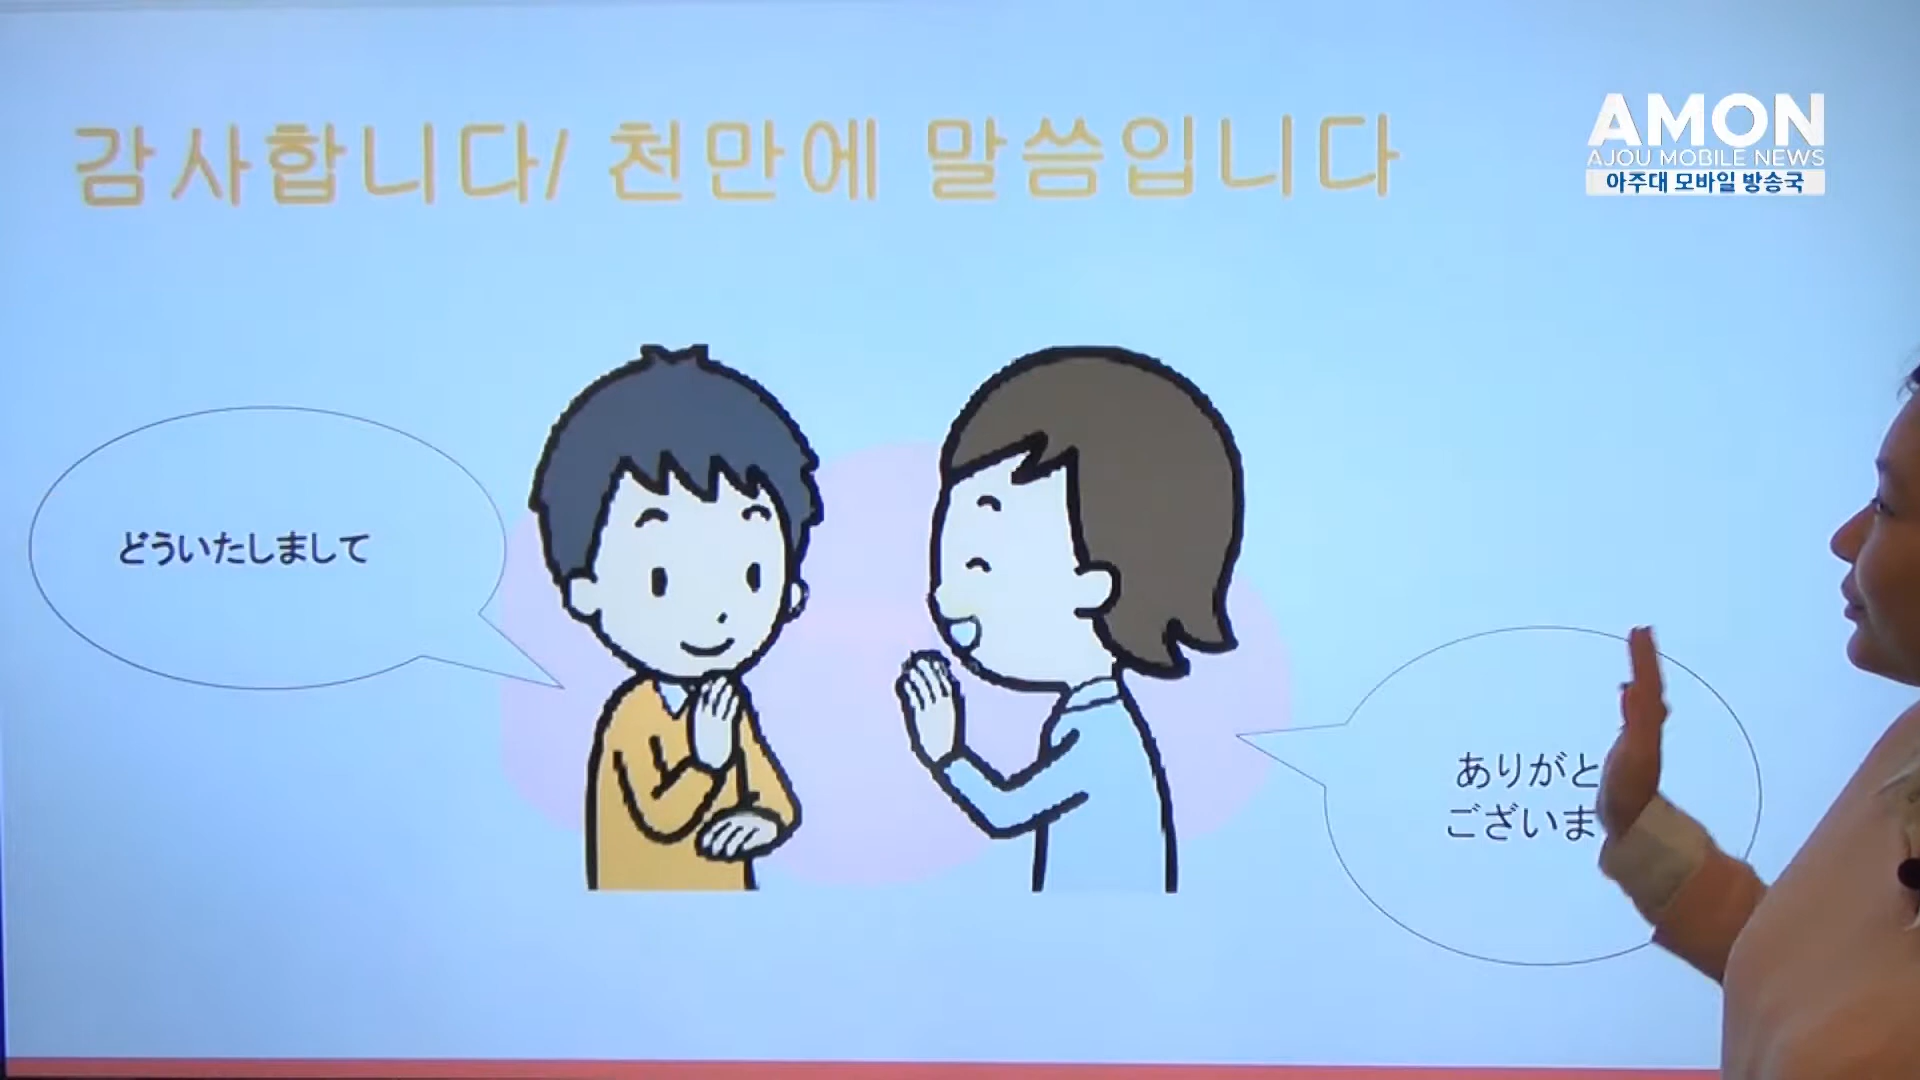 감사합니다/ 천만에 말씀입니다
AMON
AJOU MOBILE NEWS
아주대 모바일 방송국
どういたしまして
ありがと
ございま